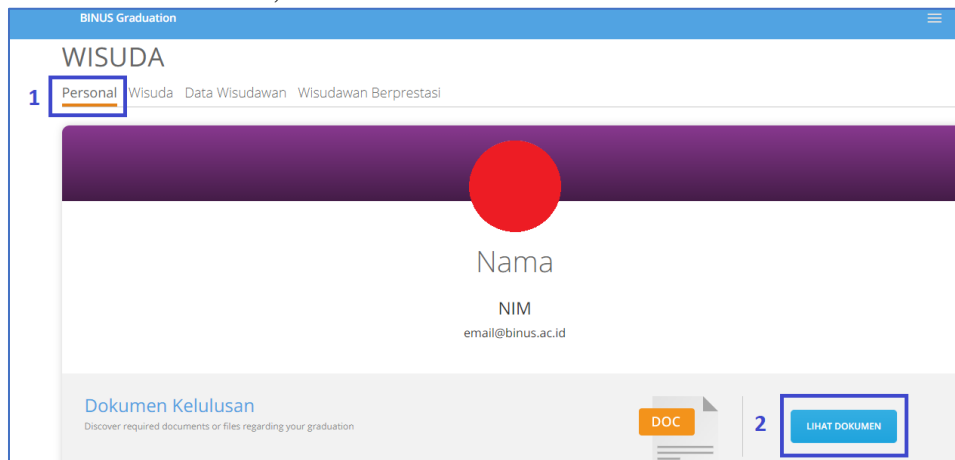 BINUS Graduation
WISUDA
1 Personal Wisuda Data Wisudawan Wisudawan Berprestasi
Nama
NIM
email@binus.ac.id
Dokumen Kelulusan
Discover required documents or files regarding your graduation
DOC
2 LIHAT DOKUMEN